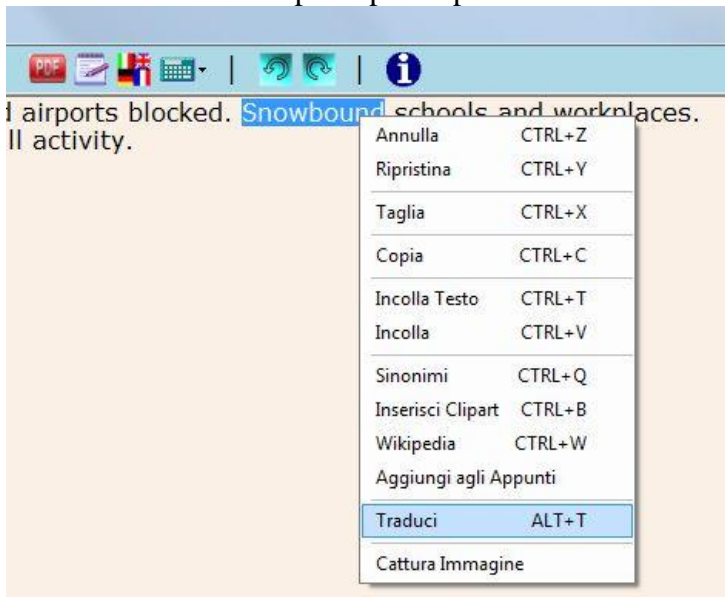 PDF
airports blocked. Snowbound schools and workplaces.
ll activity.
Annulla CTRL+Z
Ripristina CTRL+Y
Taglia CTRL+X
Copia CTRL+C
Incolla Testo CTRL+T
Incolla CTRL+V
Sinonimi CTRL+Q
Inserisci Clipart CTRL+B
Wikipedia CTRL+W
Aggiungi agli Appunti
Traduci ALT+T
Cattura Immagine